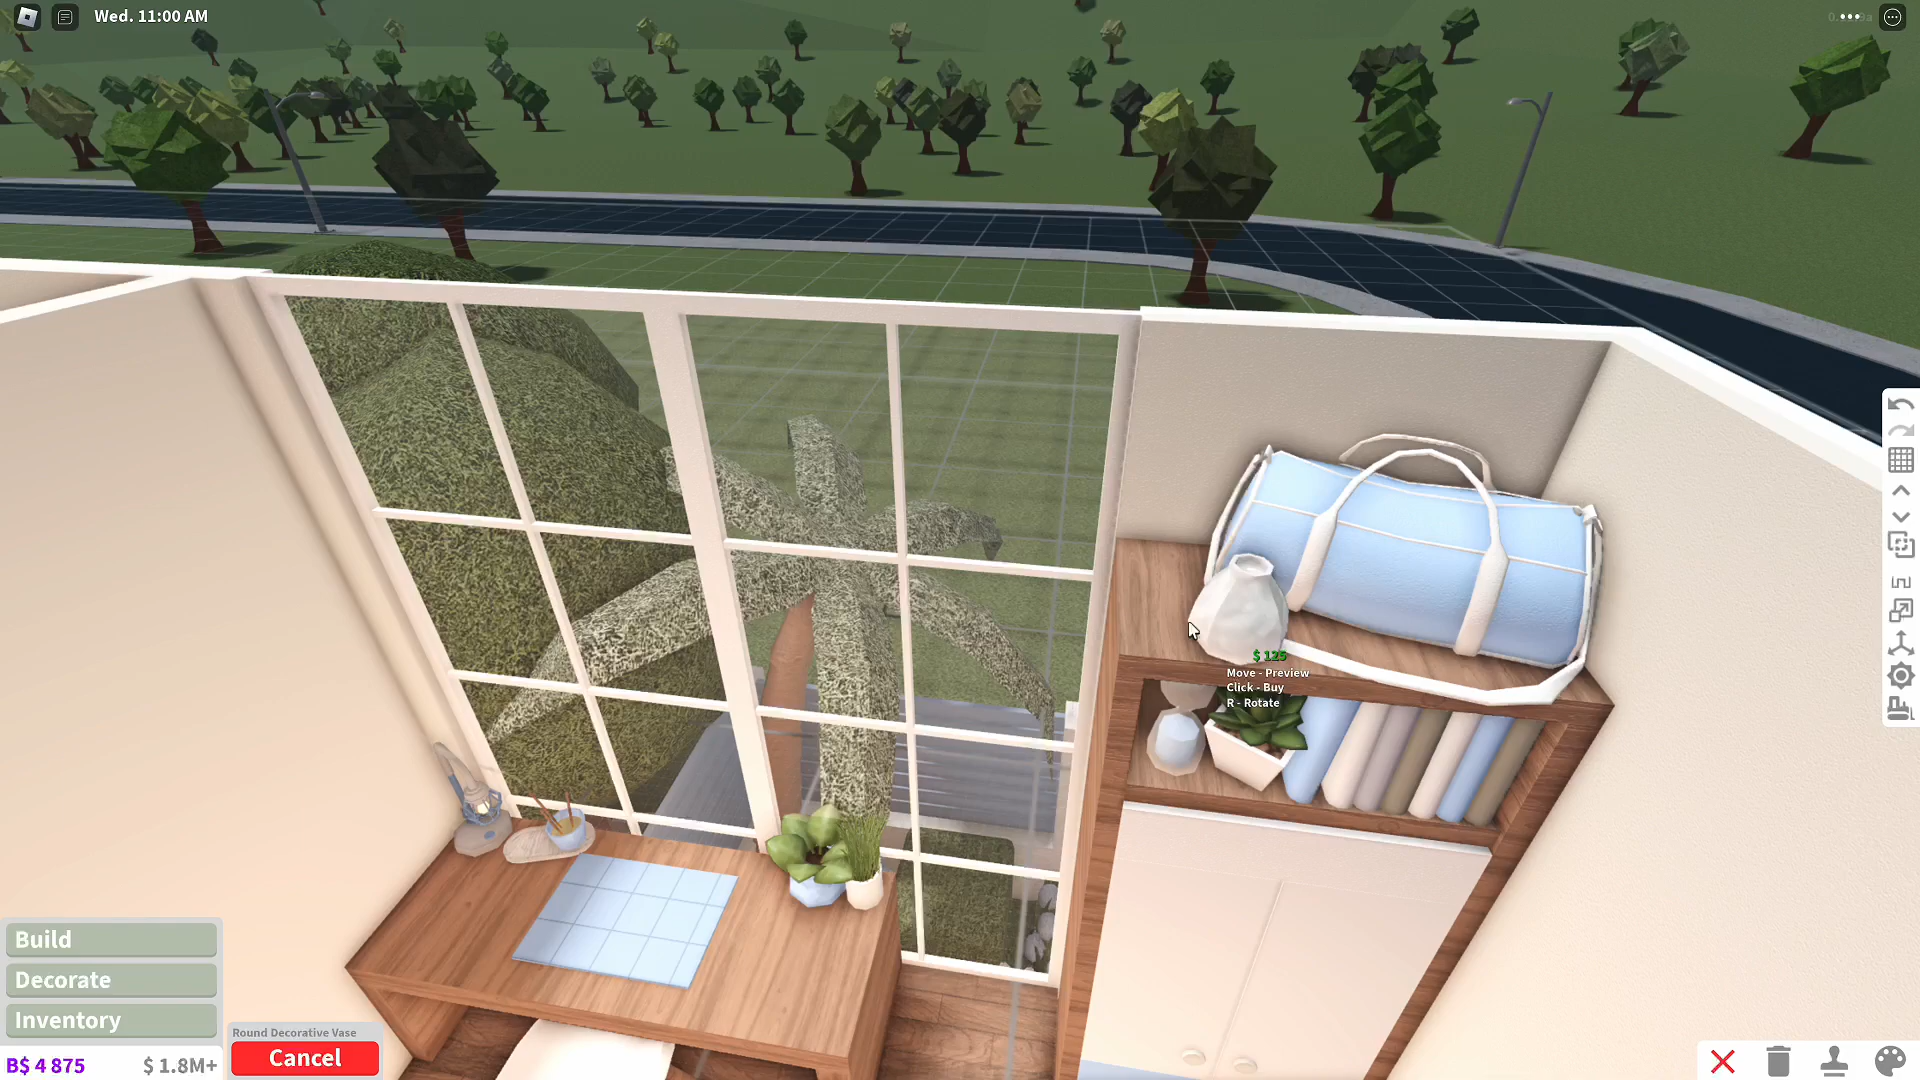 Wed. 11:00 AM
$ 125
Move - Preview
Click - Buy
R - Rotate
Build
Decorate
Inventory
B$ 4 875
$ 1.8M+
Round Decorative Vase
Cancel